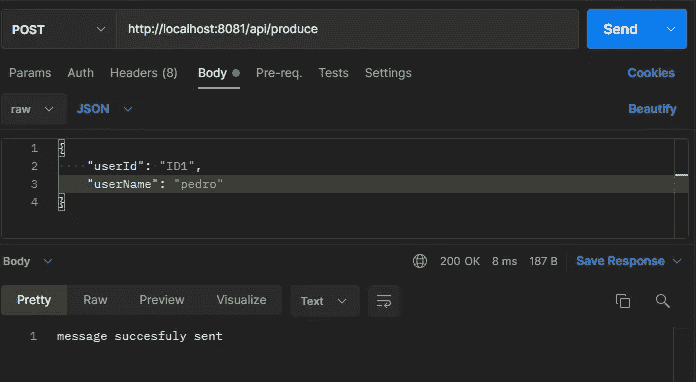 POST http://localhost:8081/api/produce Send
Params Auth Headers (8) Body Pre-req. Tests Settings Cookies
raw JSON Beautify
1 {
2 "userId": "ID1",
3 "userName": "pedro"
4 }
Body 200 OK 8 ms 187 B Save Response
Pretty Raw Preview Visualize Text
1 message succesfuly sent